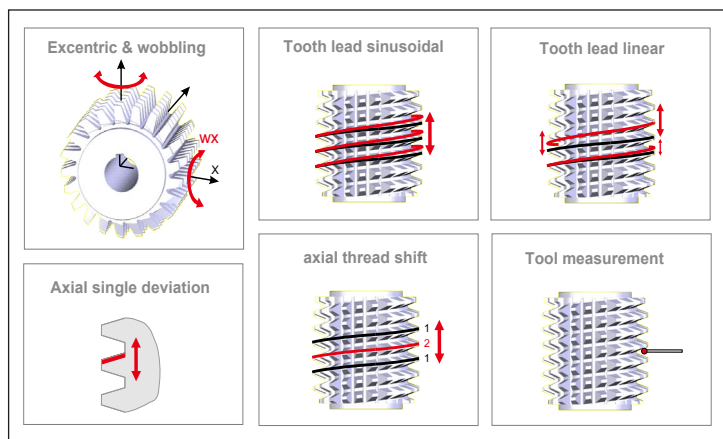 Excentric & wobbling
wx
x
Tooth lead sinusoidal
Tooth lead linear
Axial single deviation
axial thread shift
1
2
1
Tool measurement